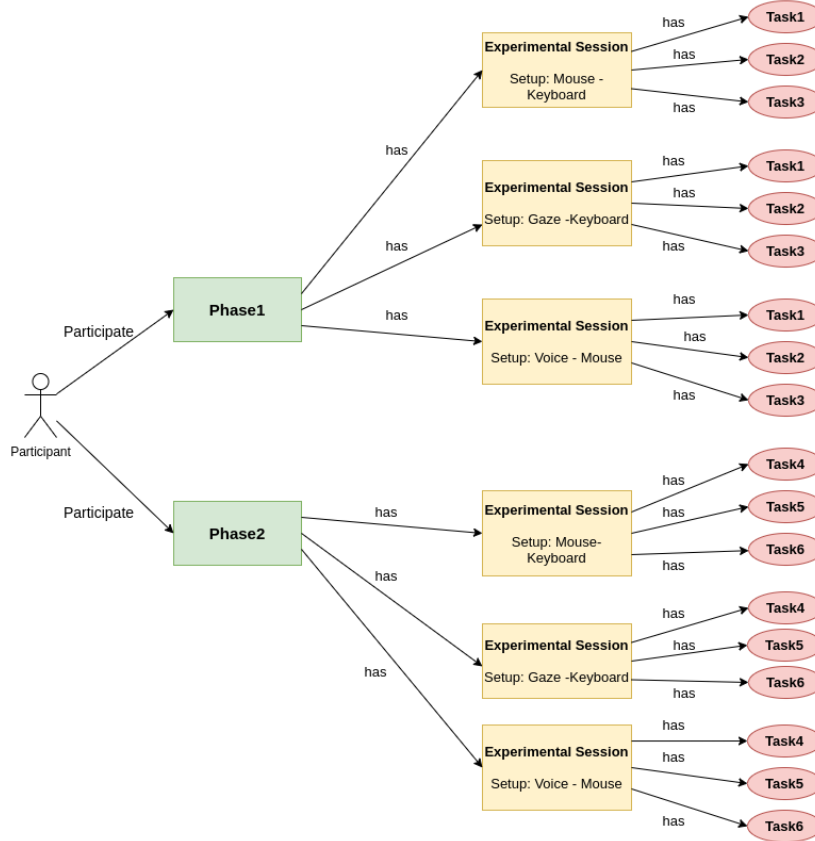 has
Task1
Experimental Session
Setup: Mouse -
Keyboard
has
Task2
has
Task3
has
has
Task1
Experimental Session
Setup: Gaze -Keyboard
has
Task2
has
has
Task3
Phase1
has
has
Task1
Experimental Session
Setup: Voice - Mouse
has
Task2
has
Task3
Participate
Participant
Participate
Phase2
has
has
Task4
Experimental Session
Setup: Mouse-
Keyboard
has
Task5
has
Task6
has
has
Task4
Experimental Session
Setup: Gaze -Keyboard
has
Task5
has
Task6
has
has
Task4
Experimental Session
Setup: Voice - Mouse
has
Task5
has
Task6